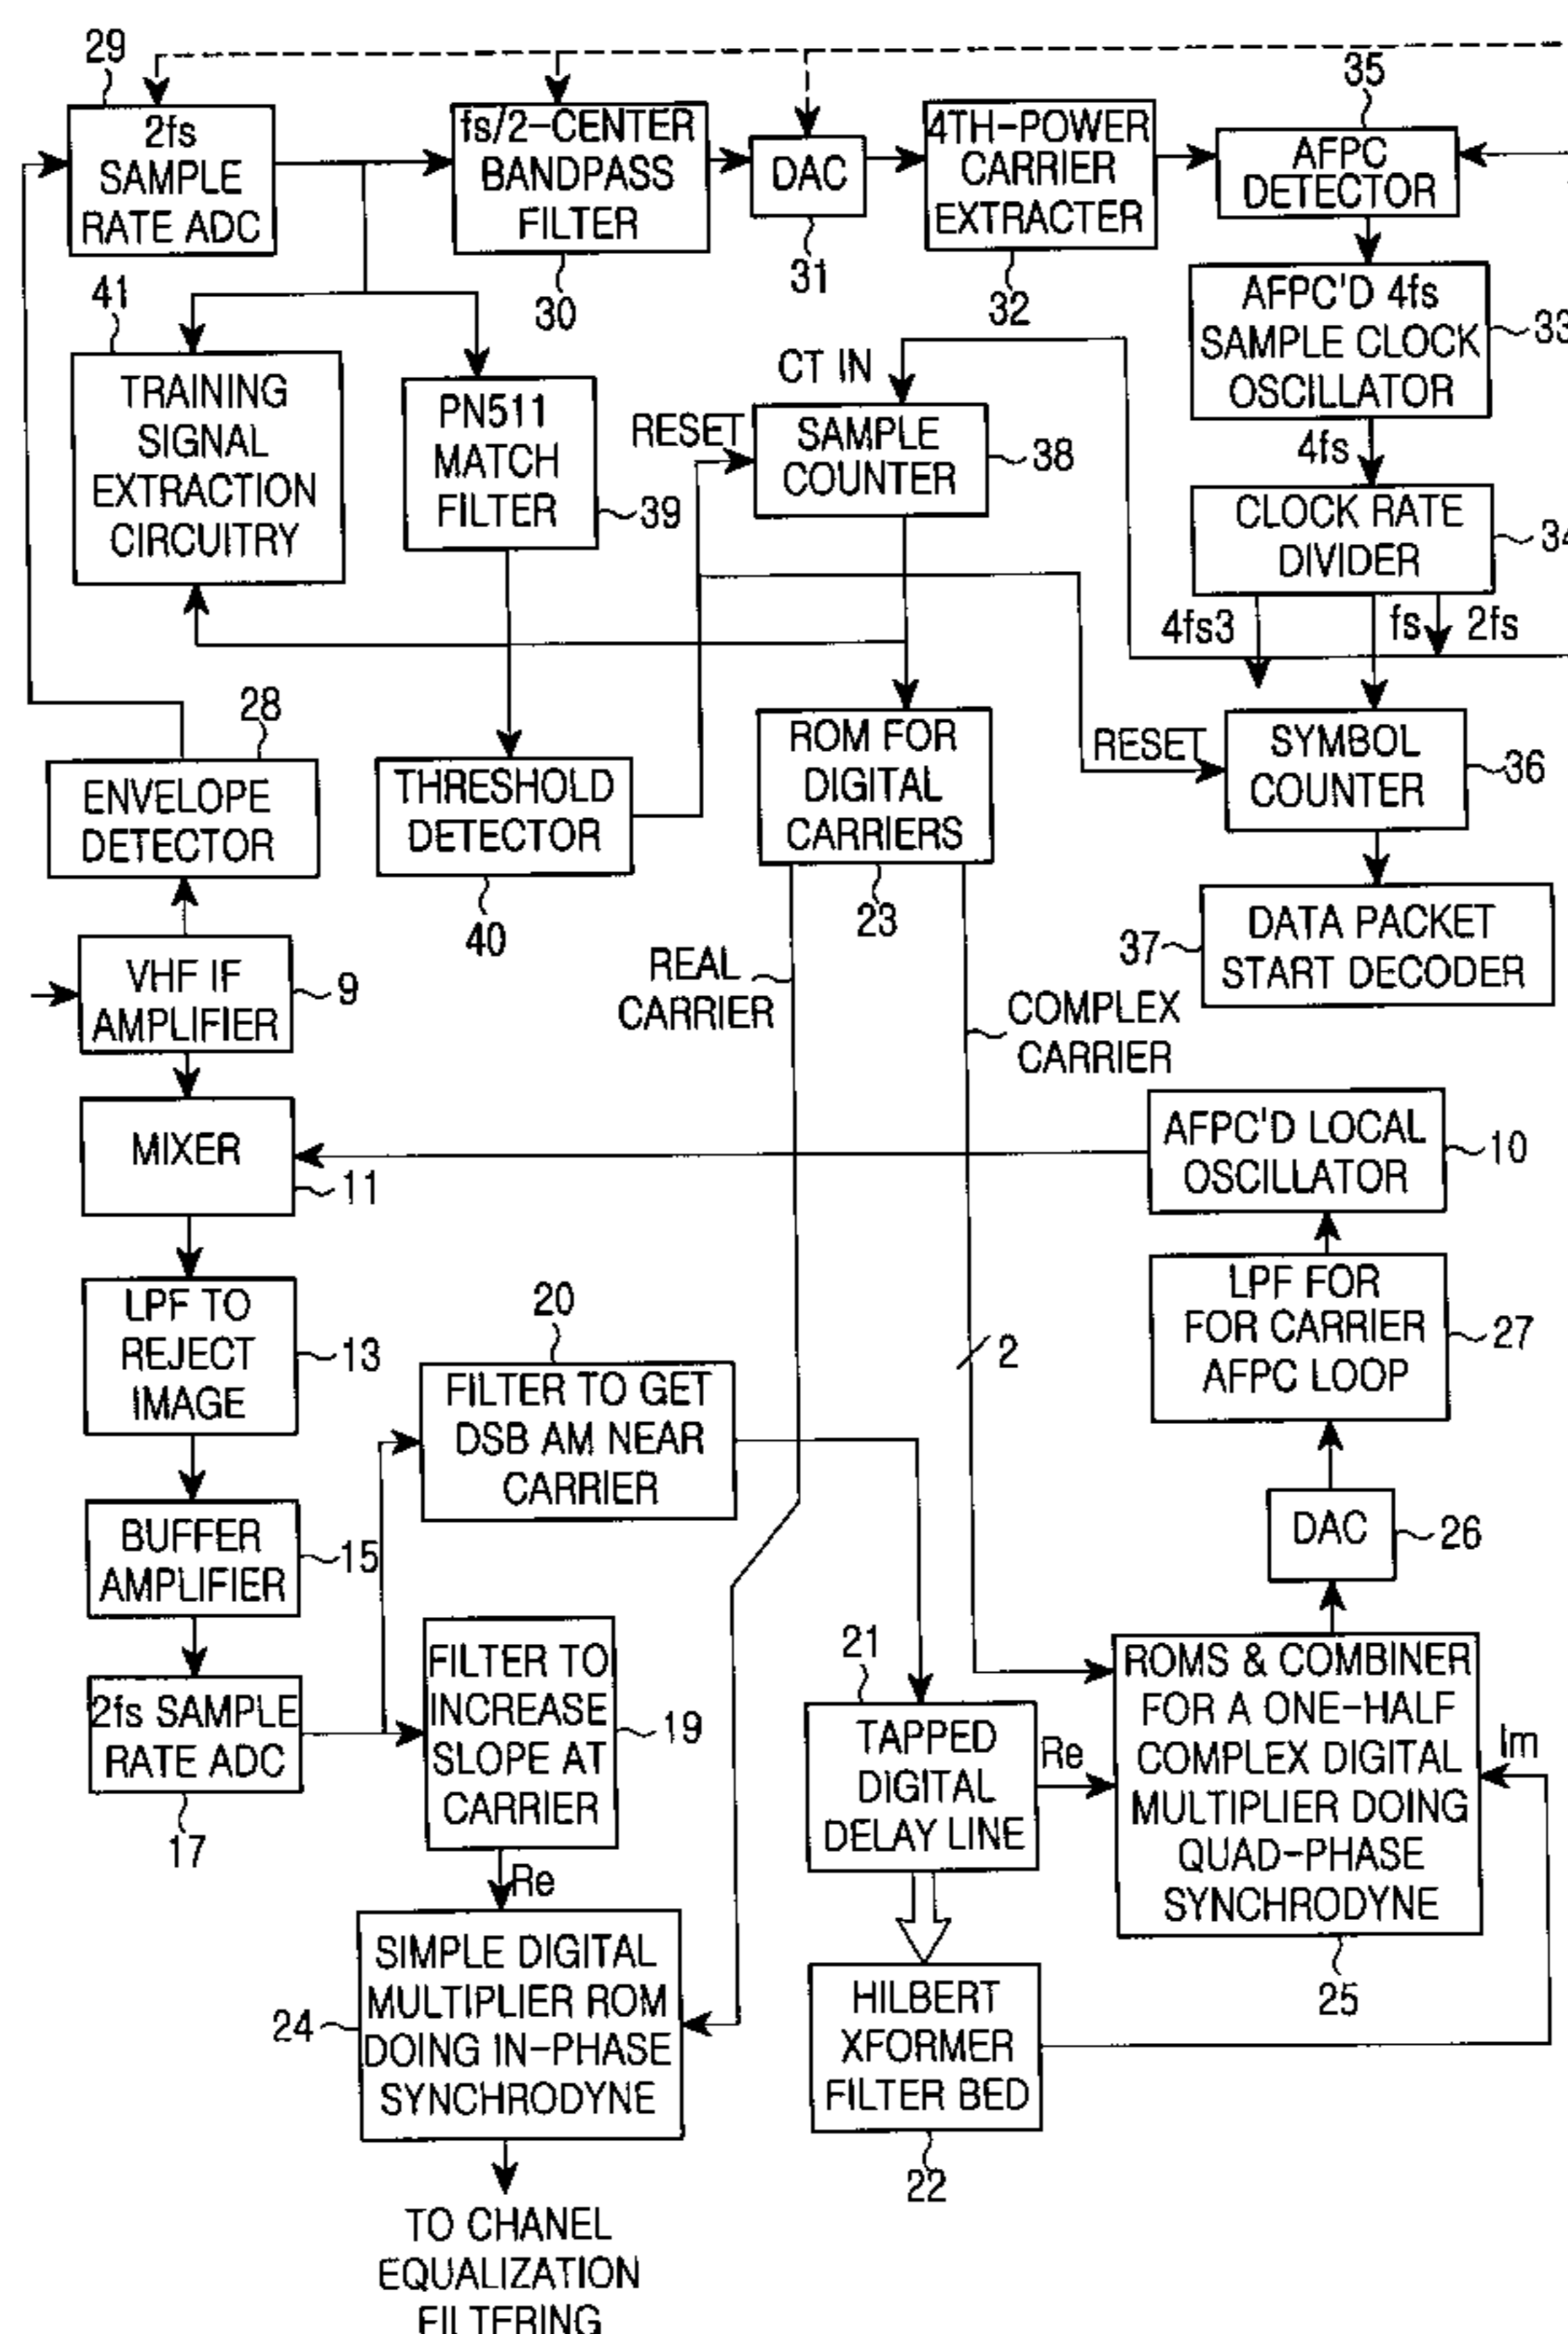 29
2fs
SAMPLE
RATE ADC
fs/2-CENTER
BANDPASS
FILTER
30
DAC
31
4TH-POWER
CARRIER
EXTRACTER
32
35
AFPC
DETECTOR
AFPC'D 4fs
SAMPLE CLOCK
OSCILLATOR
33
4fs
41
TRAINING
SIGNAL
EXTRACTION
CIRCUITRY
PN511
MATCH
FILTER
39
CT IN
RESET
SAMPLE
COUNTER
38
CLOCK RATE
DIVIDER
34
4fs3
fs
2fs
28
ENVELOPE
DETECTOR
THRESHOLD
DETECTOR
40
ROM FOR
DIGITAL
CARRIERS
23
RESET
SYMBOL
COUNTER
36
DATA PACKET
START DECODER
37
VHF IF
AMPLIFIER
9
REAL
CARRIER
COMPLEX
CARRIER
MIXER
11
AFPC'D LOCAL
OSCILLATOR
10
LPF TO
REJECT
IMAGE
13
20
FILTER TO GET
DSB AM NEAR
CARRIER
2
LPF FOR
FOR CARRIER
AFPC LOOP
27
BUFFER
AMPLIFIER
15
DAC
26
2fs SAMPLE
RATE ADC
17
FILTER TO
INCREASE
SLOPE AT
CARRIER
19
Re
21
TAPPED
DIGITAL
DELAY LINE
Re
ROMS & COMBINER
FOR A ONE-HALF
COMPLEX DIGITAL
MULTIPLIER DOING
QUAD-PHASE
SYNCHRODYNE
Im
25
24
SIMPLE DIGITAL
MULTIPLIER ROM
DOING IN-PHASE
SYNCHRODYNE
HILBERT
XFORMER
FILTER BED
22
TO CHANEL
EQUALIZATION
FILTERING